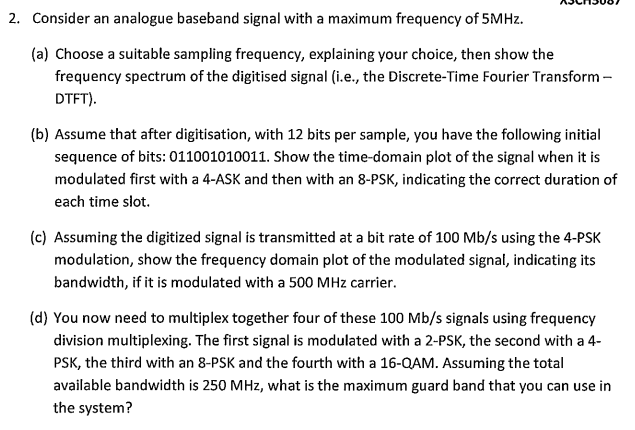 2. Consider an analogue baseband signal with a maximum frequency of 5MHz.
(a) Choose a suitable sampling frequency, explaining your choice, then show the
frequency spectrum of the digitised signal (i.e., the Discrete-Time Fourier Transform –
DTFT).
(b) Assume that after digitisation, with 12 bits per sample, you have the following initial
sequence of bits: 011001010011. Show the time-domain plot of the signal when it is
modulated first with a 4-ASK and then with an 8-PSK, indicating the correct duration of
each time slot.
(c) Assuming the digitized signal is transmitted at a bit rate of 100 Mb/s using the 4-PSK
modulation, show the frequency domain plot of the modulated signal, indicating its
bandwidth, if it is modulated with a 500 MHz carrier.
(d) You now need to multiplex together four of these 100 Mb/s signals using frequency
division multiplexing. The first signal is modulated with a 2-PSK, the second with a 4-
PSK, the third with an 8-PSK and the fourth with a 16-QAM. Assuming the total
available bandwidth is 250 MHz, what is the maximum guard band that you can use in
the system?